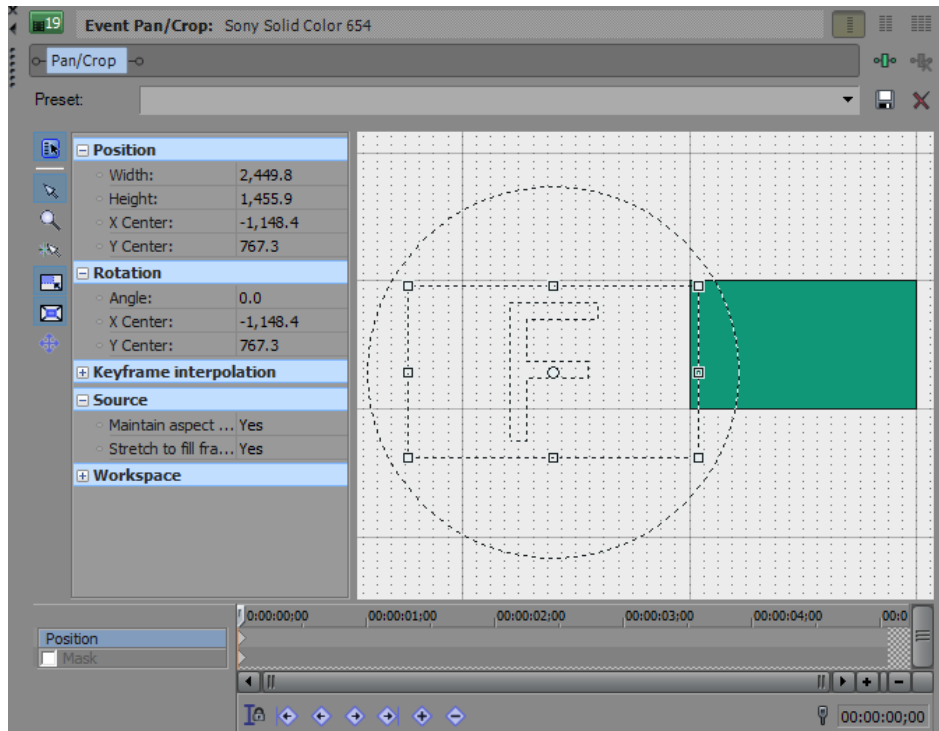 19 Event Pan/Crop: Sony Solid Color 654
Pan/Crop
Preset:
Position
Width: 2,449.8
Height: 1,455.9
X Center: -1,148.4
Y Center: 767.3
Rotation
Angle: 0.0
X Center: -1,148.4
Y Center: 767.3
Keyframe interpolation
Source
Maintain aspect ... Yes
Stretch to fill fra... Yes
Workspace
F
0:00:00;00 00:00:01;00 00:00:02;00 00:00:03;00 00:00:04;00 00:0
Position
Mask
00:00:00;00